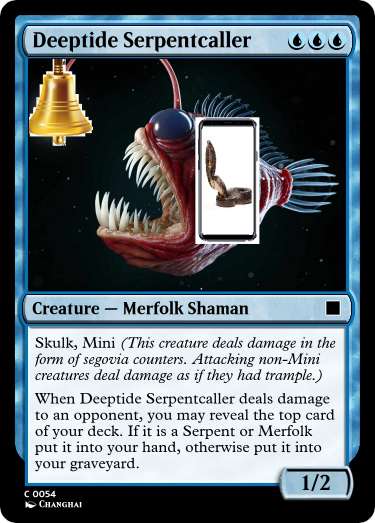 Deeptide Serpentcaller
Creature — Merfolk Shaman
Skulk, Mini (This creature deals damage in the
form of segovia counters. Attacking non-Mini
creatures deal damage as if they had trample.)
When Deeptide Serpentcaller deals damage
to an opponent, you may reveal the top card
of your deck. If it is a Serpent or Merfolk
put it into your hand, otherwise put it into
your graveyard.
1/2
C 0054
Changhai